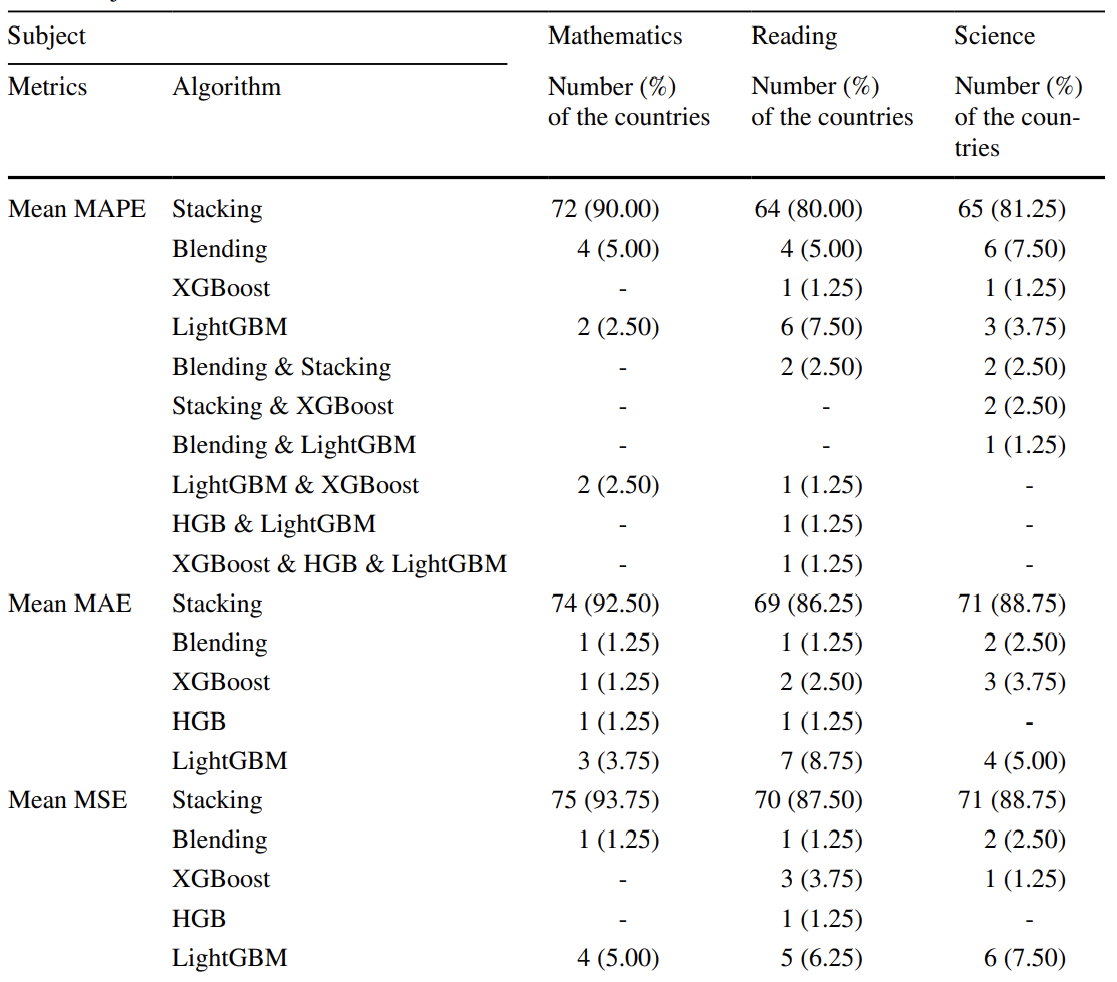 Subject Mathematics Reading Science
Metrics Algorithm Number (%) Number (%) Number (%)
of the countries of the countries of the coun-
tries
Mean MAPE Stacking 72 (90.00) 64 (80.00) 65 (81.25)
Blending 4 (5.00) 4 (5.00) 6 (7.50)
XGBoost - 1 (1.25) 1 (1.25)
LightGBM 2 (2.50) 6 (7.50) 3 (3.75)
Blending & Stacking - 2 (2.50) 2 (2.50)
Stacking & XGBoost - - 2 (2.50)
Blending & LightGBM - - 1 (1.25)
LightGBM & XGBoost 2 (2.50) 1 (1.25) -
HGB & LightGBM - 1 (1.25) -
XGBoost & HGB & LightGBM - 1 (1.25) -
Mean MAE Stacking 74 (92.50) 69 (86.25) 71 (88.75)
Blending 1 (1.25) 1 (1.25) 2 (2.50)
XGBoost 1 (1.25) 2 (2.50) 3 (3.75)
HGB 1 (1.25) 1 (1.25) -
LightGBM 3 (3.75) 7 (8.75) 4 (5.00)
Mean MSE Stacking 75 (93.75) 70 (87.50) 71 (88.75)
Blending 1 (1.25) 1 (1.25) 2 (2.50)
XGBoost - 3 (3.75) 1 (1.25)
HGB - 1 (1.25) -
LightGBM 4 (5.00) 5 (6.25) 6 (7.50)